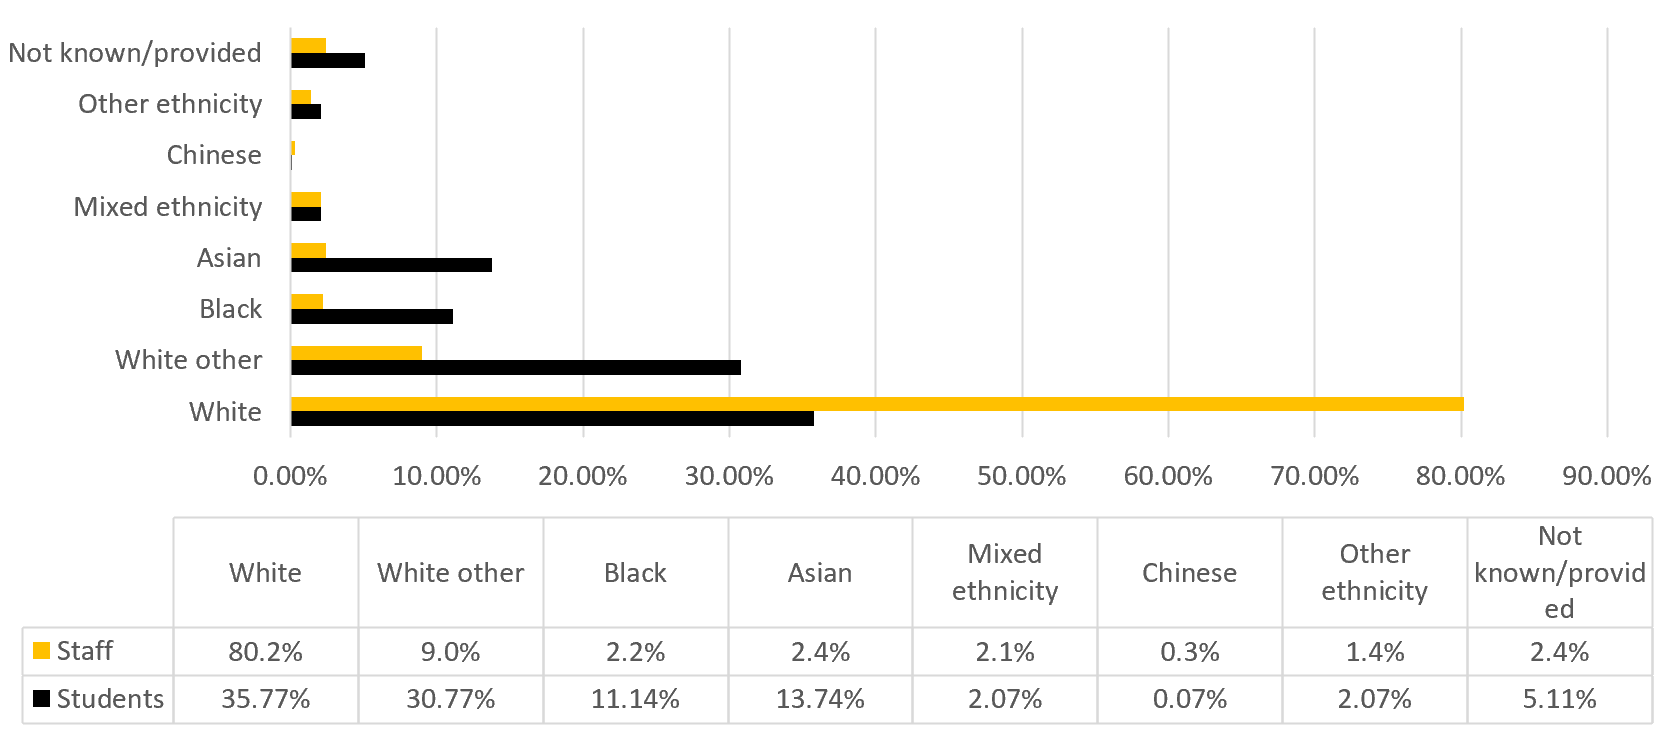 Not known/provided
Other ethnicity
Chinese
Mixed ethnicity
Asian
Black
White other
White
0.00% 10.00% 20.00% 30.00% 40.00% 50.00% 60.00% 70.00% 80.00% 90.00%
White White other Black Asian Mixed ethnicity Chinese Other ethnicity Not known/provided
Staff 80.2% 9.0% 2.2% 2.4% 2.1% 0.3% 1.4% 2.4%
Students 35.77% 30.77% 11.14% 13.74% 2.07% 0.07% 2.07% 5.11%